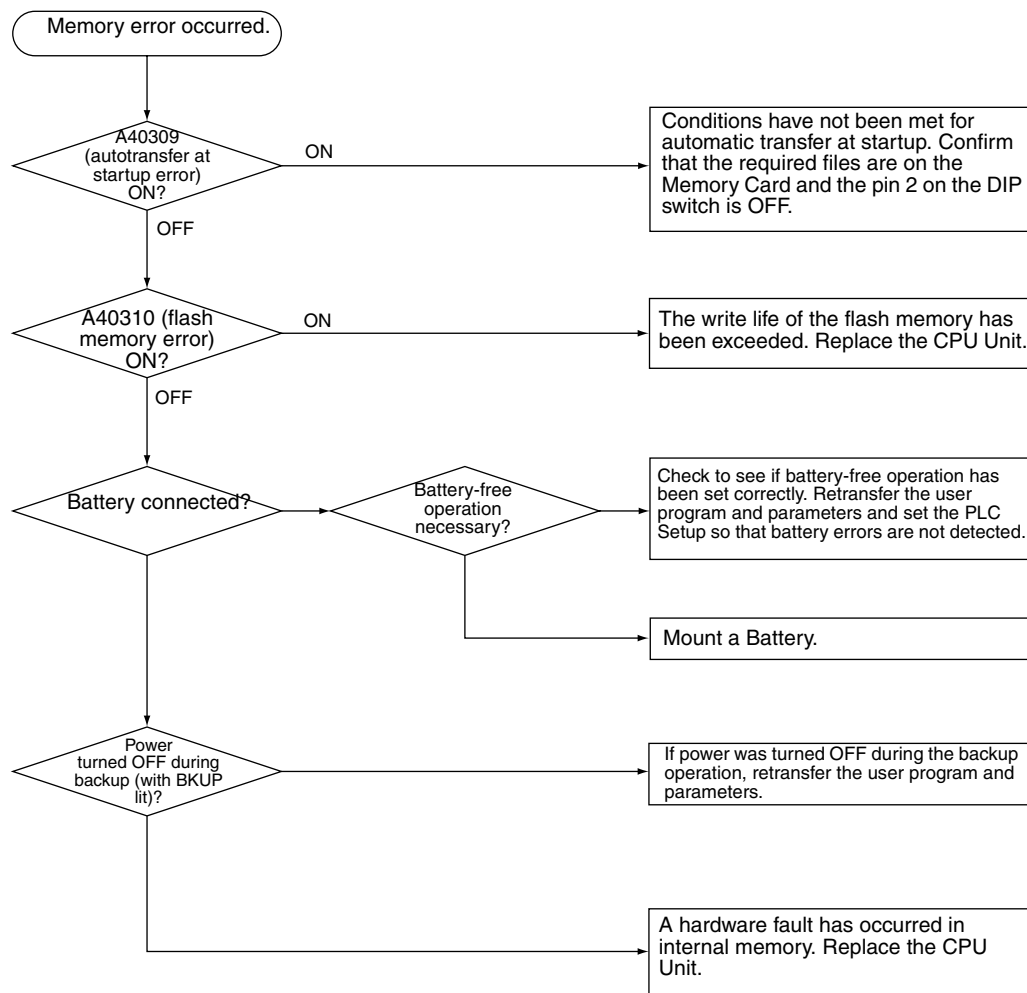 Memory error occurred.
A40309
(autotransfer at
startup error)
ON?
ON
Conditions have not been met for
automatic transfer at startup. Confirm
that the required files are on the
Memory Card and the pin 2 on the DIP
switch is OFF.
OFF
A40310 (flash
memory error)
ON?
ON
The write life of the flash memory has
been exceeded. Replace the CPU Unit.
OFF
Battery connected?
Battery-free
operation
necessary?
Check to see if battery-free operation has
been set correctly. Retransfer the user
program and parameters and set the PLC
Setup so that battery errors are not detected.
Mount a Battery.
Power
turned OFF during
backup (with BKUP
lit)?
If power was turned OFF during the backup
operation, retransfer the user program and
parameters.
A hardware fault has occurred in
internal memory. Replace the CPU
Unit.